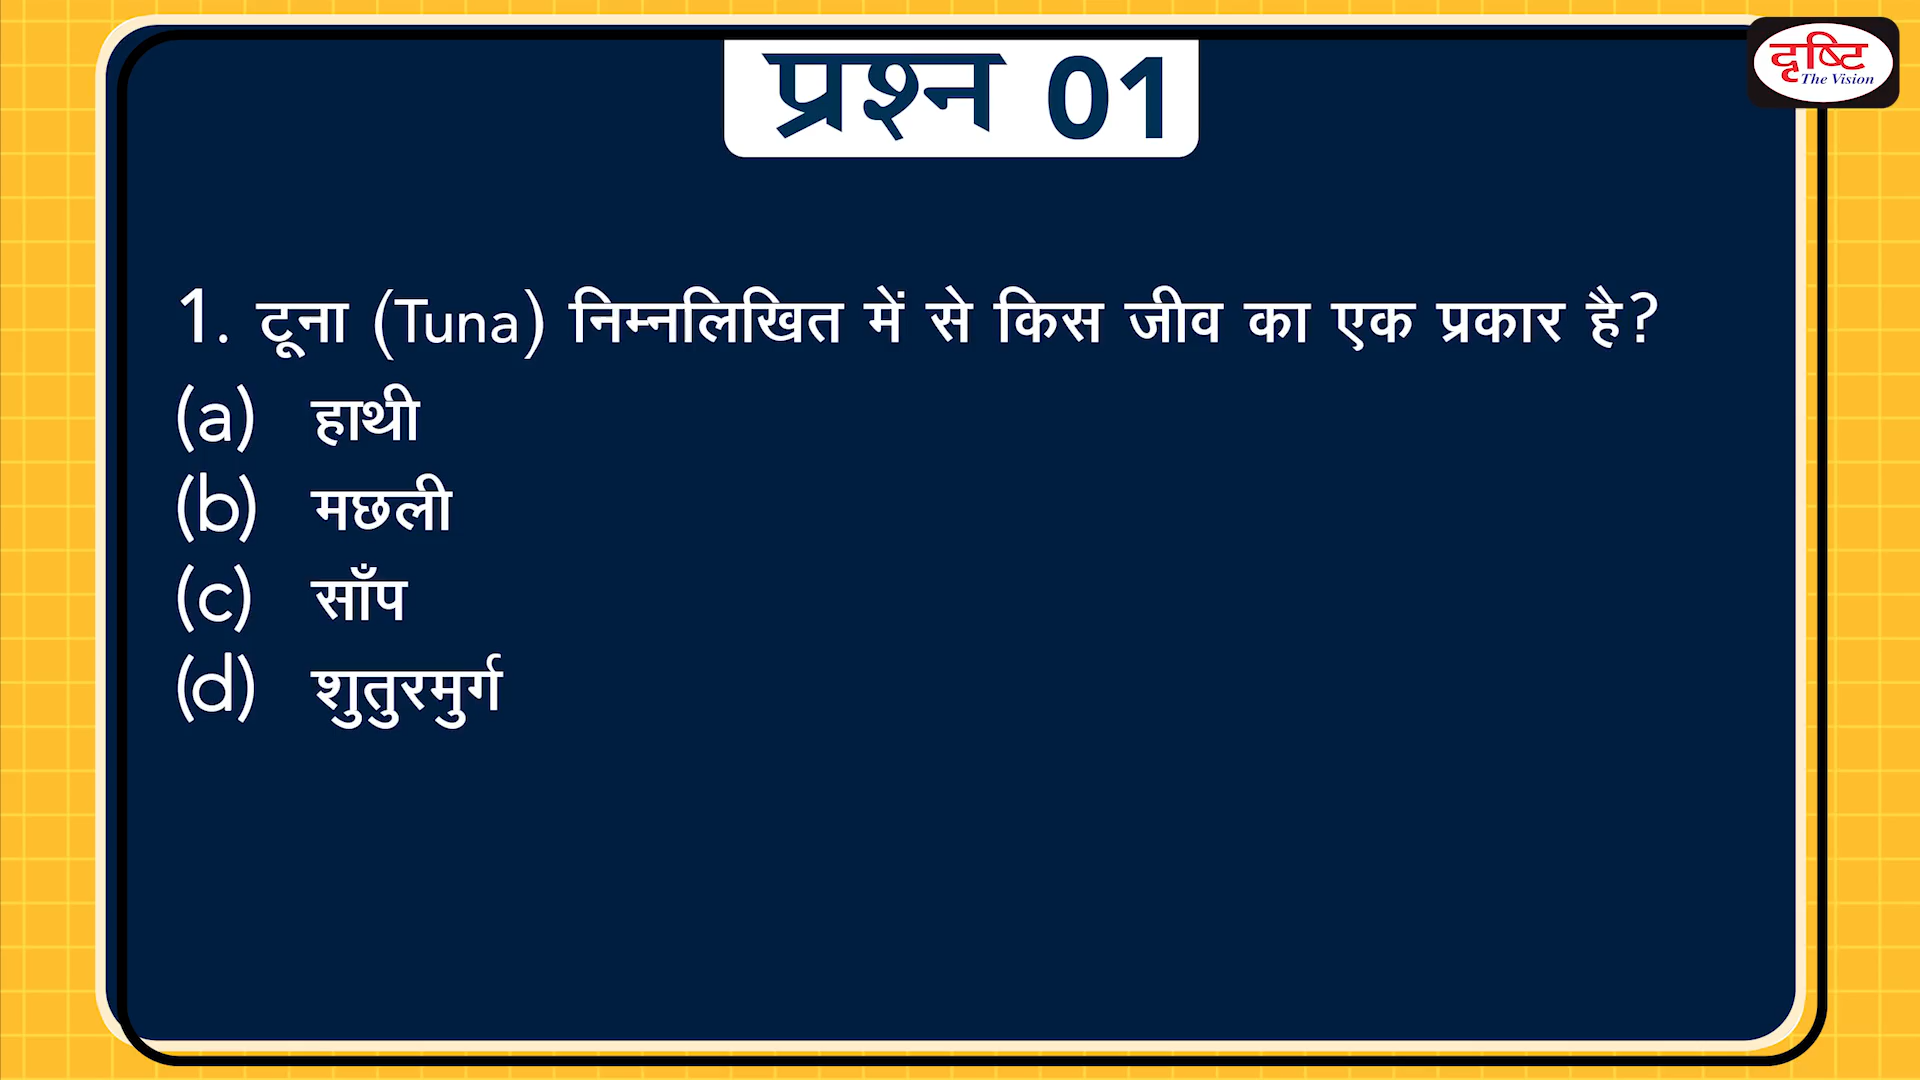 प्रश्न 01
दृष्टि
The Vision
1. टूना (Tuna) निम्नलिखित में से किस जीव का एक प्रकार है?
(a) हाथी
(b) मछली
(c) साँप
(d) शुतुरमुर्ग